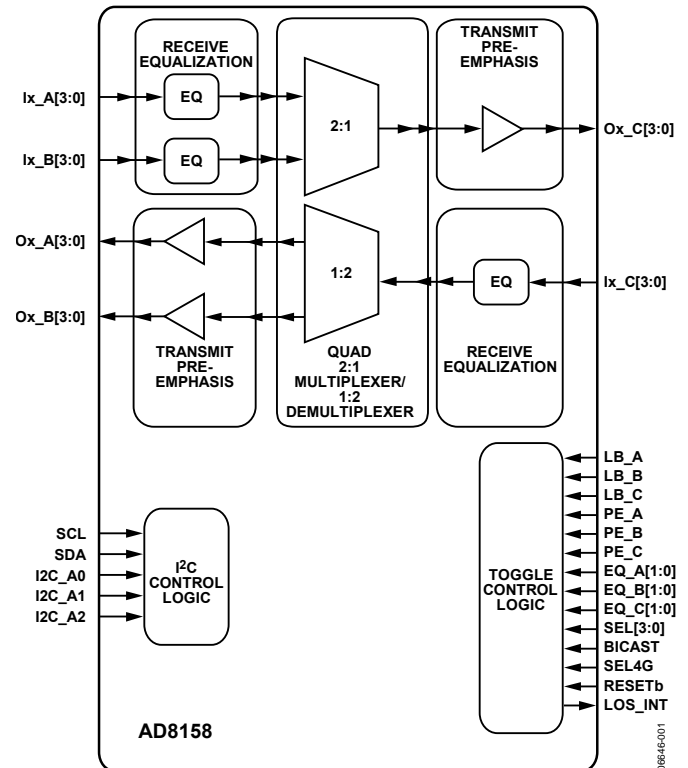 RECEIVE
EQUALIZATION
TRANSMIT
PRE-
EMPHASIS
Ix_A[3:0]
EQ
2:1
Ox_C[3:0]
Ix_B[3:0]
EQ
Ox_A[3:0]
1:2
EQ
Ix_C[3:0]
Ox_B[3:0]
TRANSMIT
PRE-
EMPHASIS
QUAD
2:1
MULTIPLEXER/
1:2
DEMULTIPLEXER
RECEIVE
EQUALIZATION
SCL
SDA
I2C_A0
I2C_A1
I2C_A2
I²C
CONTROL
LOGIC
TOGGLE
CONTROL
LOGIC
LB_A
LB_B
LB_C
PE_A
PE_B
PE_C
EQ_A[1:0]
EQ_B[1:0]
EQ_C[1:0]
SEL[3:0]
BICAST
SEL4G
RESETb
LOS_INT
AD8158
06646-001